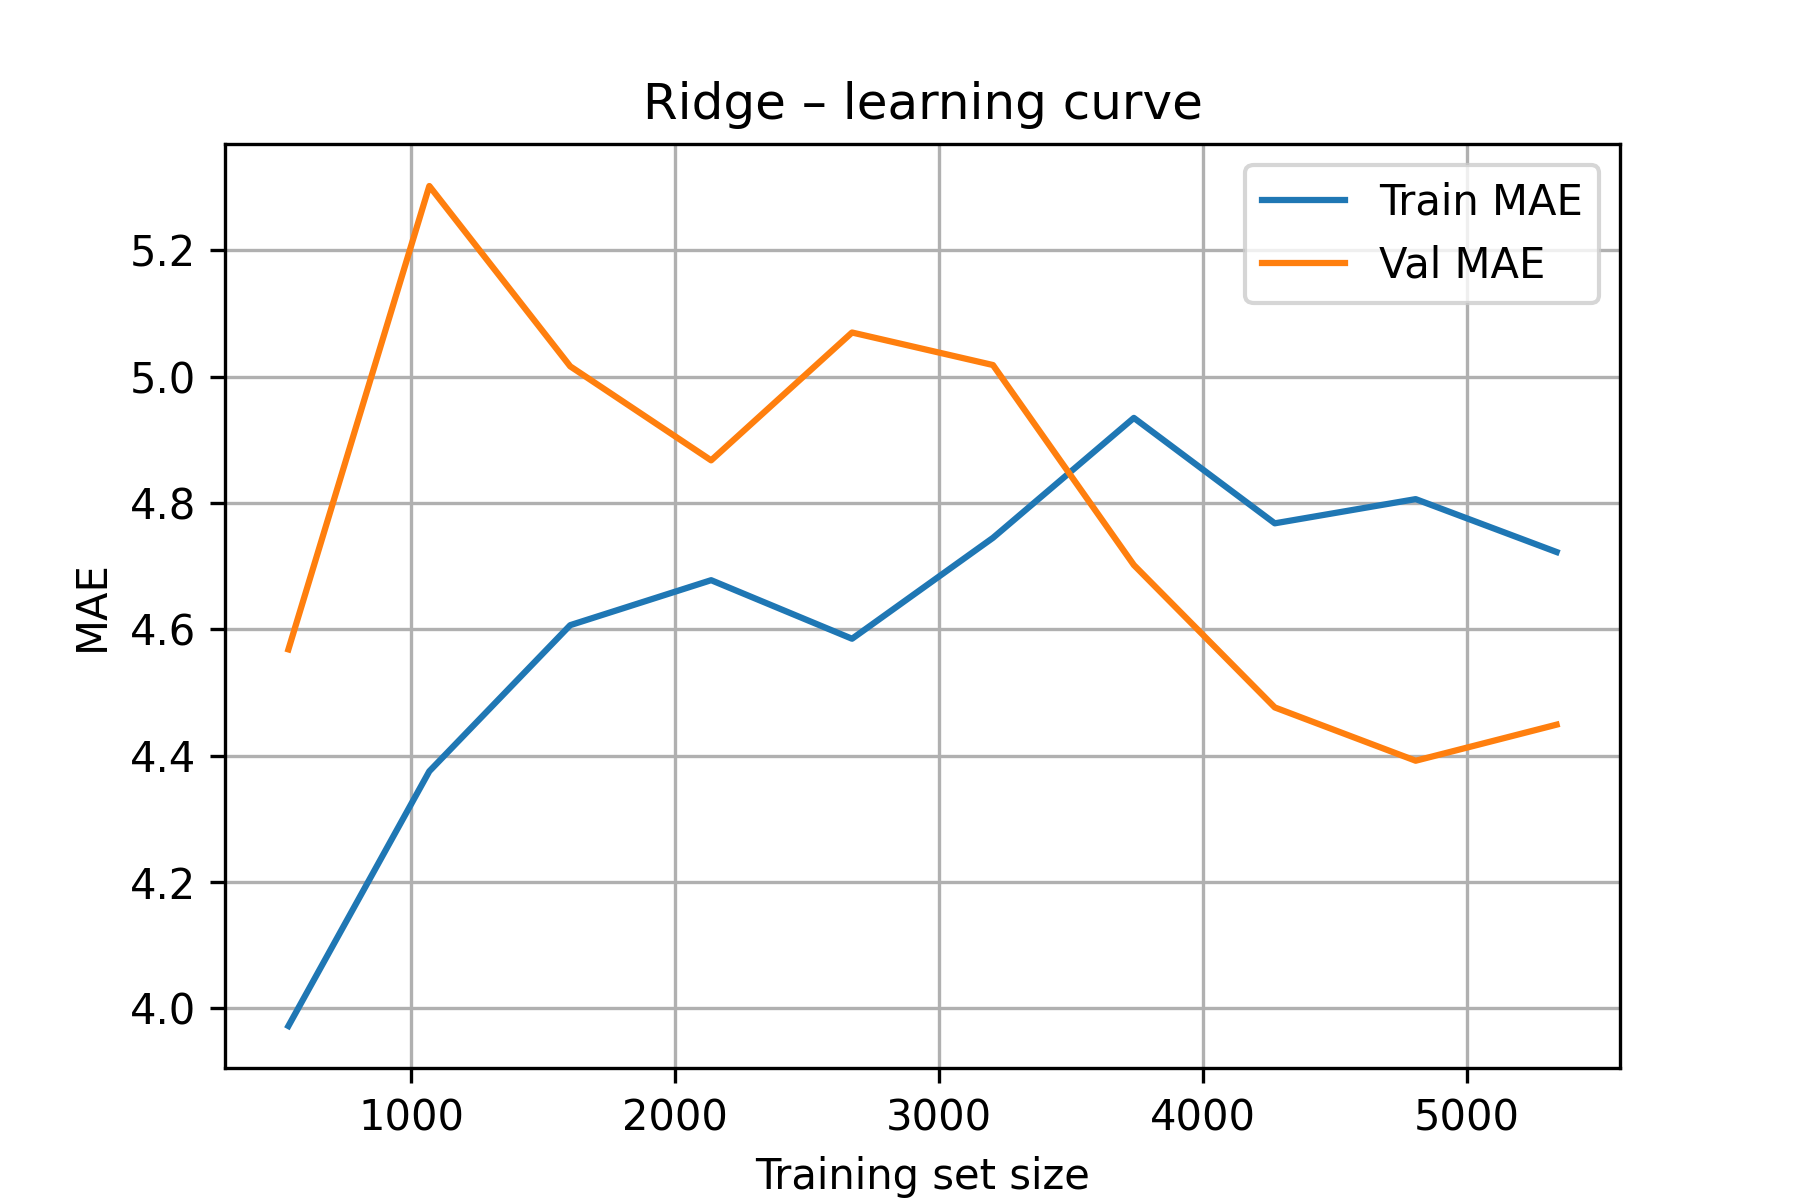 Ridge – learning curve
Train MAE
Val MAE
5.2
5.0
4.8
4.6
4.4
4.2
4.0
MAE
1000 2000 3000 4000 5000
Training set size